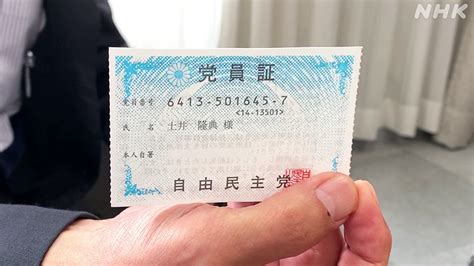 NHK
党員証
党員番号 6413-501645-7
<14-13501>
氏名 土井 隆典 様
本人自署
自由民主党